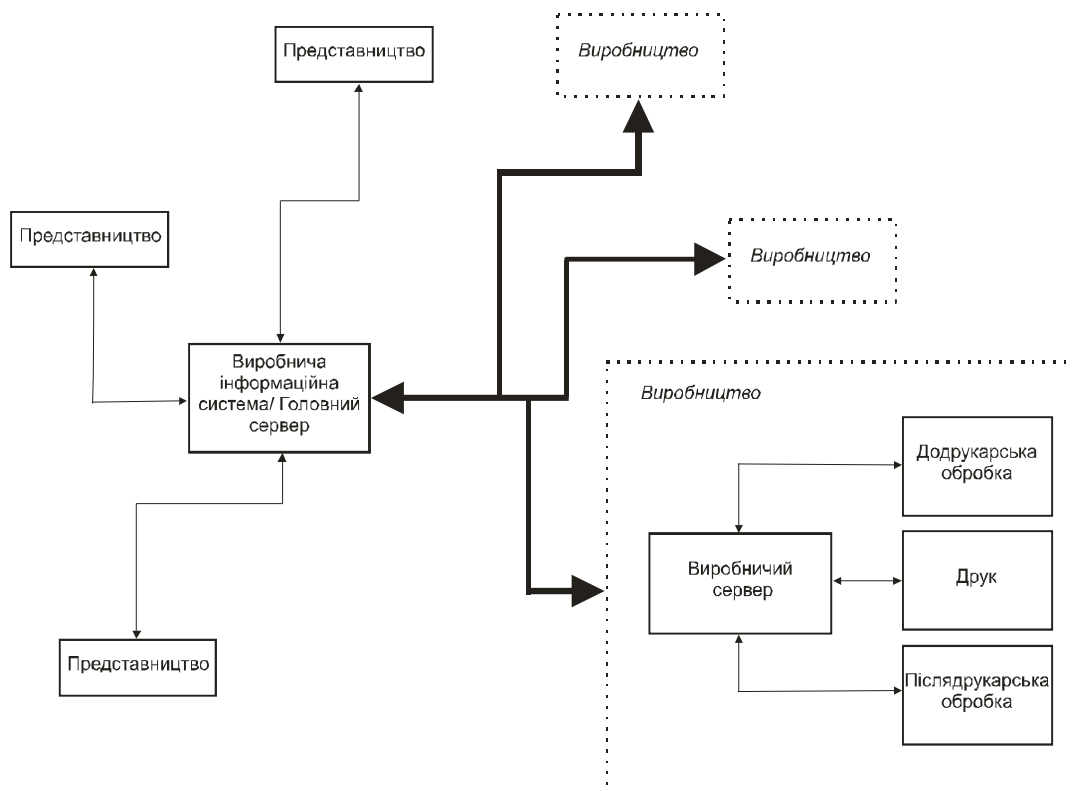 Представництво
Виробництво
Представництво
Виробництво
Виробнича
інформаційна
система/ Головний
сервер
Виробництво
Додрукарська
обробка
Виробничий
сервер
Друк
Представництво
Післядрукарська
обробка